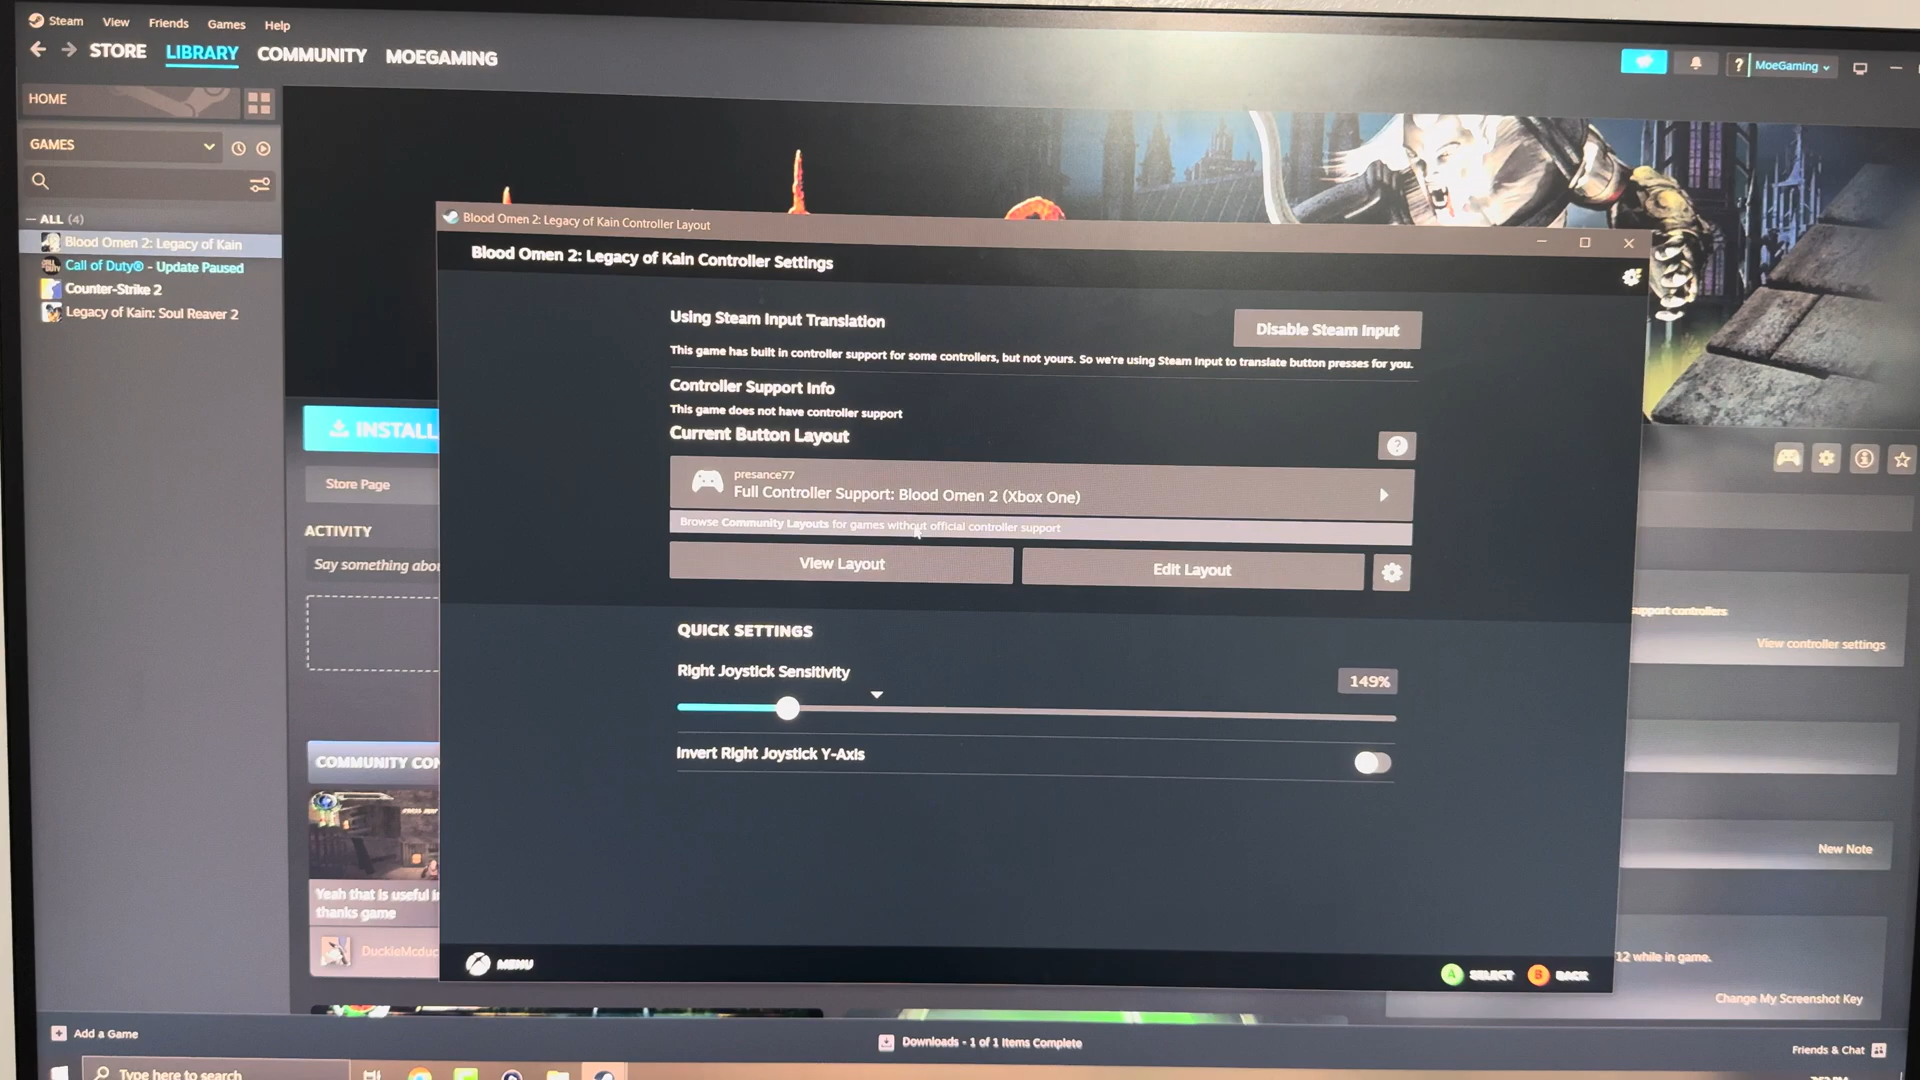 Steam View Friends Games Help
STORE LIBRARY COMMUNITY MOEGAMING
? MoeGaming
HOME
GAMES
ALL (4)
Blood Omen 2: Legacy of Kain
Call of Duty® - Update Paused
Counter-Strike 2
Legacy of Kain: Soul Reaver 2
INSTALL
Store Page
ACTIVITY
Say something abou
COMMUNITY CON
Yeah that is useful
thanks game
DuckieMcduc
Blood Omen 2: Legacy of Kain Controller Layout
Blood Omen 2: Legacy of Kain Controller Settings
Using Steam Input Translation
Disable Steam Input
This game has built in controller support for some controllers, but not yours. So we're using Steam Input to translate button presses for you.
Controller Support Info
This game does not have controller support
Current Button Layout
?
presance77
Full Controller Support: Blood Omen 2 (Xbox One)
Browse Community Layouts for games without official controller support
View Layout Edit Layout
QUICK SETTINGS
Right Joystick Sensitivity
149%
Invert Right Joystick Y-Axis
MENU
A SELECT B BACK
support controllers
View controller settings
New Note
12 while in game.
Change My Screenshot Key
Add a Game
Downloads - 1 of 1 Items Complete
Friends & Chat
Type here to search